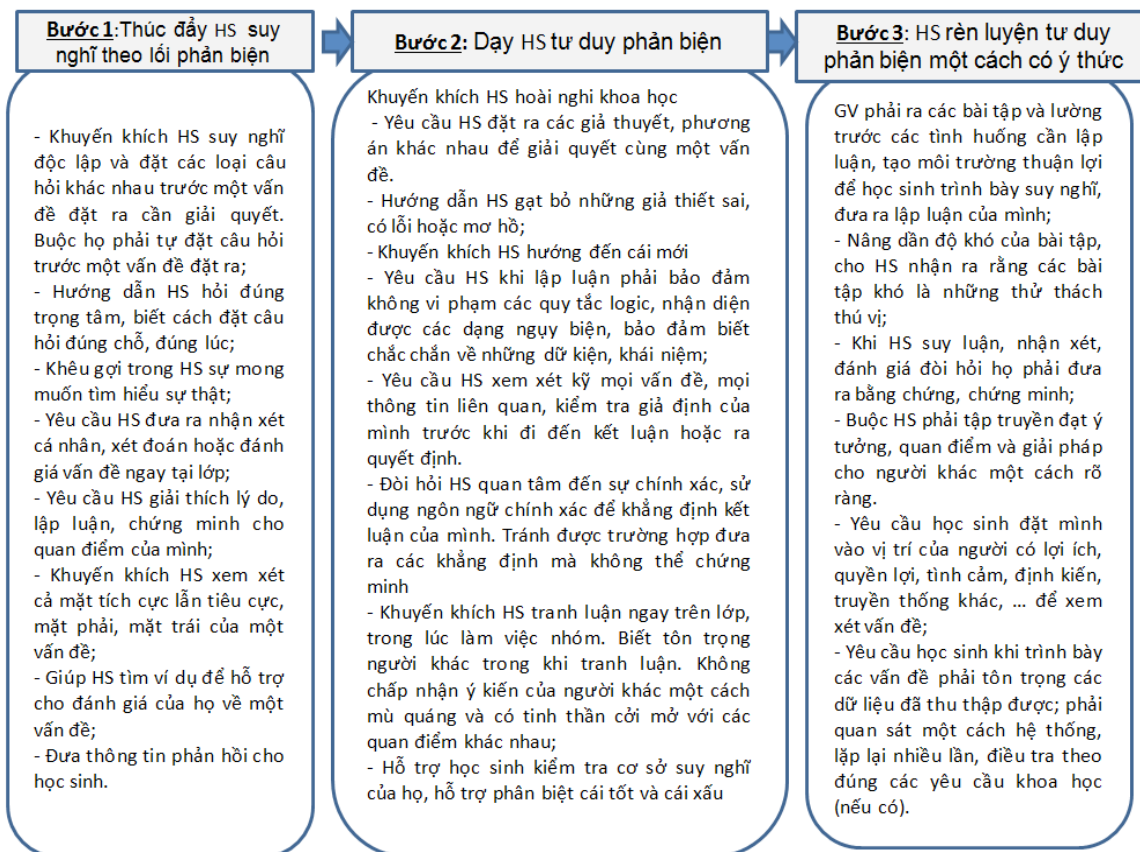 Bước 1:Thúc đẩy HS suy
nghĩ theo lối phản biện
- Khuyến khích HS suy nghĩ
độc lập và đặt các loại câu
hỏi khác nhau trước một vấn
đề đặt ra cần giải quyết.
Buộc họ phải tự đặt câu hỏi
trước một vấn đề đặt ra;
- Hướng dẫn HS hỏi đúng
trọng tâm, biết cách đặt câu
hỏi đúng chỗ, đúng lúc;
- Khêu gợi trong HS sự mong
muốn tìm hiểu sự thật;
- Yêu cầu HS đưa ra nhận xét
cá nhân, xét đoán hoặc đánh
giá vấn đề ngay tại lớp;
- Yêu cầu HS giải thích lý do,
lập luận, chứng minh cho
quan điểm của mình;
- Khuyến khích HS xem xét
cả mặt tích cực lẫn tiêu cực,
mặt phải, mặt trái của một
vấn đề;
- Giúp HS tìm ví dụ để hỗ trợ
cho đánh giá của họ về một
vấn đề;
- Đưa thông tin phản hồi cho
học sinh.
Bước 2: Dạy HS tư duy phản biện
Khuyến khích HS hoài nghi khoa học
- Yêu cầu HS đặt ra các giả thuyết, phương
án khác nhau để giải quyết cùng một vấn
đề.
- Hướng dẫn HS gạt bỏ những giả thiết sai,
có lỗi hoặc mơ hồ;
- Khuyến khích HS hướng đến cái mới
- Yêu cầu HS khi lập luận phải bảo đảm
không vi phạm các quy tắc logic, nhận diện
được các dạng ngụy biện, bảo đảm biết
chắc chắn về những dữ kiện, khái niệm;
- Yêu cầu HS xem xét kỹ mọi vấn đề, mọi
thông tin liên quan, kiểm tra giả định của
mình trước khi đi đến kết luận hoặc ra
quyết định.
- Đòi hỏi HS quan tâm đến sự chính xác, sử
dụng ngôn ngữ chính xác để khẳng định kết
luận của mình. Tránh được trường hợp đưa
ra các khẳng định mà không thể chứng
minh
- Khuyến khích HS tranh luận ngay trên lớp,
trong lúc làm việc nhóm. Biết tôn trọng
người khác trong khi tranh luận. Không
chấp nhận ý kiến của người khác một cách
mù quáng và có tinh thần cởi mở với các
quan điểm khác nhau;
- Hỗ trợ học sinh kiểm tra cơ sở suy nghĩ
của họ, hỗ trợ phân biệt cái tốt và cái xấu
Bước 3: HS rèn luyện tư duy
phản biện một cách có ý thức
GV phải ra các bài tập và lường
trước các tình huống cần lập
luận, tạo môi trường thuận lợi
để học sinh trình bày suy nghĩ,
đưa ra lập luận của mình;
- Nâng dần độ khó của bài tập,
cho HS nhận ra rằng các bài
tập khó là những thử thách
thú vị;
- Khi HS suy luận, nhận xét,
đánh giá đòi hỏi họ phải đưa
ra bằng chứng, chứng minh;
- Buộc HS phải tập truyền đạt ý
tưởng, quan điểm và giải pháp
cho người khác một cách rõ
ràng.
- Yêu cầu học sinh đặt mình
vào vị trí của người có lợi ích,
quyền lợi, tình cảm, định kiến,
truyền thống khác, ... để xem
xét vấn đề;
- Yêu cầu học sinh khi trình bày
các vấn đề phải tôn trọng các
dữ liệu đã thu thập được; phải
quan sát một cách hệ thống,
lặp lại nhiều lần, điều tra theo
đúng các yêu cầu khoa học
(nếu có).